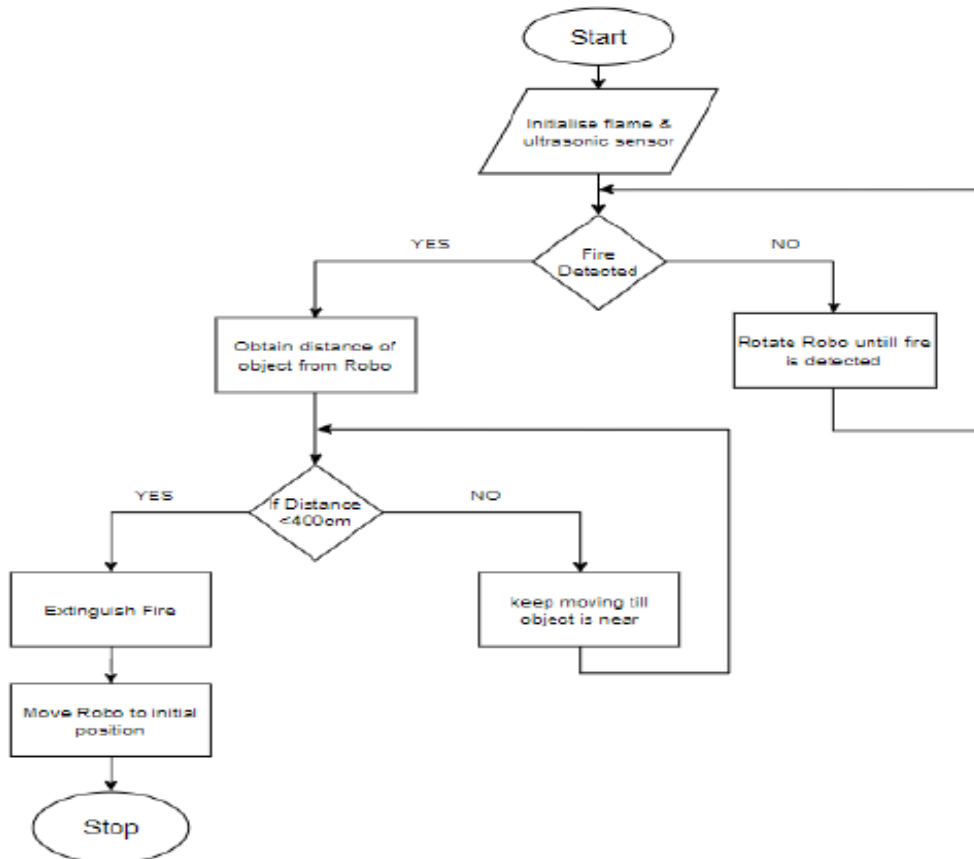 Start
Initialise flame &
ultrasonic sensor
YES
NO
Fire
Detected
Obtain distance of
object from Robo
Rotate Robo untill fire
is detected
YES
NO
If Distance
<400cm
Extinguish Fire
keep moving till
object is near
Move Robo to initial
position
Stop